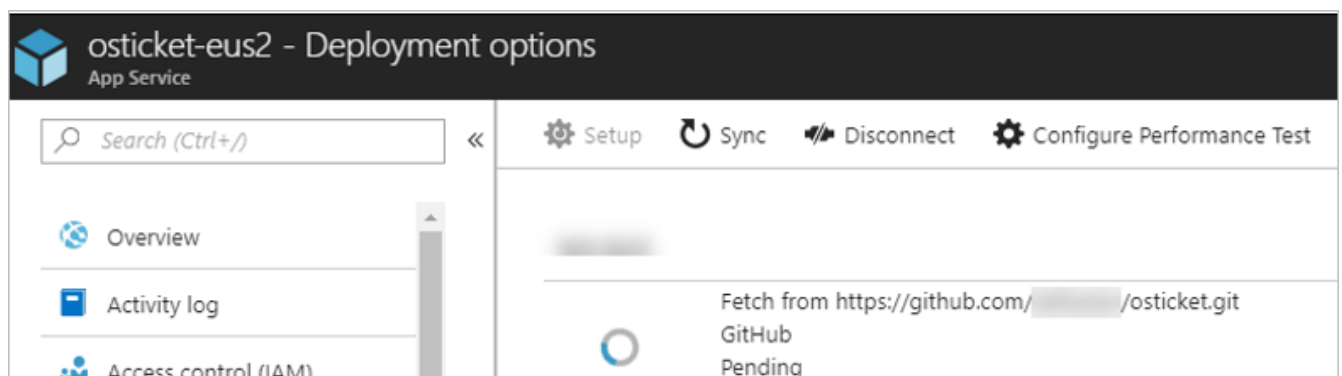 osticket-eus2 - Deployment options
App Service
Search (Ctrl+/)
«
Setup
Sync
Disconnect
Configure Performance Test
Overview
Activity log
Access control (IAM)
Fetch from https://github.com/ /osticket.git
GitHub
Pending